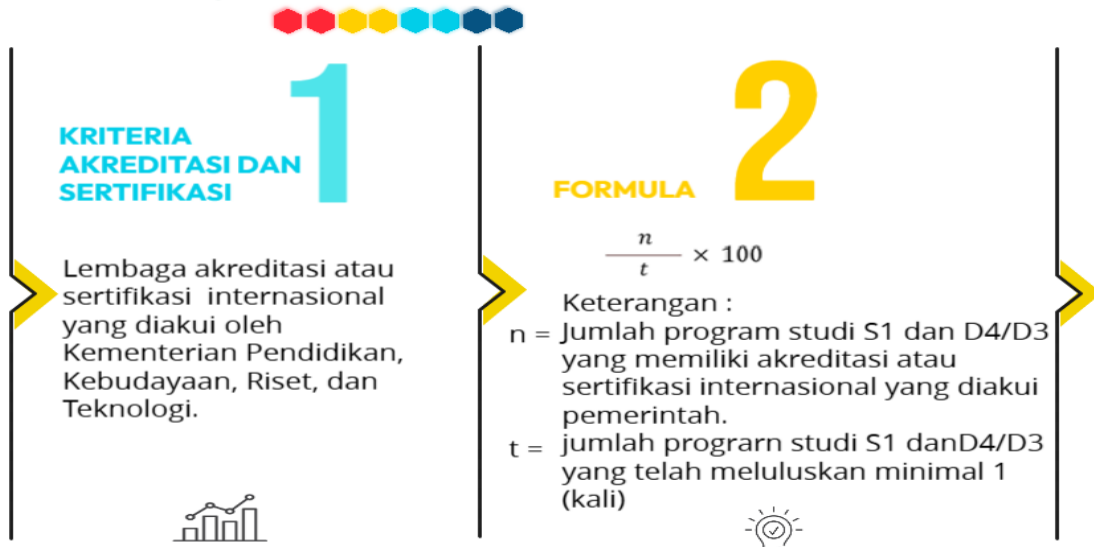 1
KRITERIA
AKREDITASI DAN
SERTIFIKASI
Lembaga akreditasi atau
sertifikasi internasional
yang diakui oleh
Kementerian Pendidikan,
Kebudayaan, Riset, dan
Teknologi.
2
FORMULA
n
t × 100
Keterangan :
n = Jumlah program studi S1 dan D4/D3
yang memiliki akreditasi atau
sertifikasi internasional yang diakui
pemerintah.
t = jumlah prograrn studi S1 danD4/D3
yang telah meluluskan minimal 1
(kali)